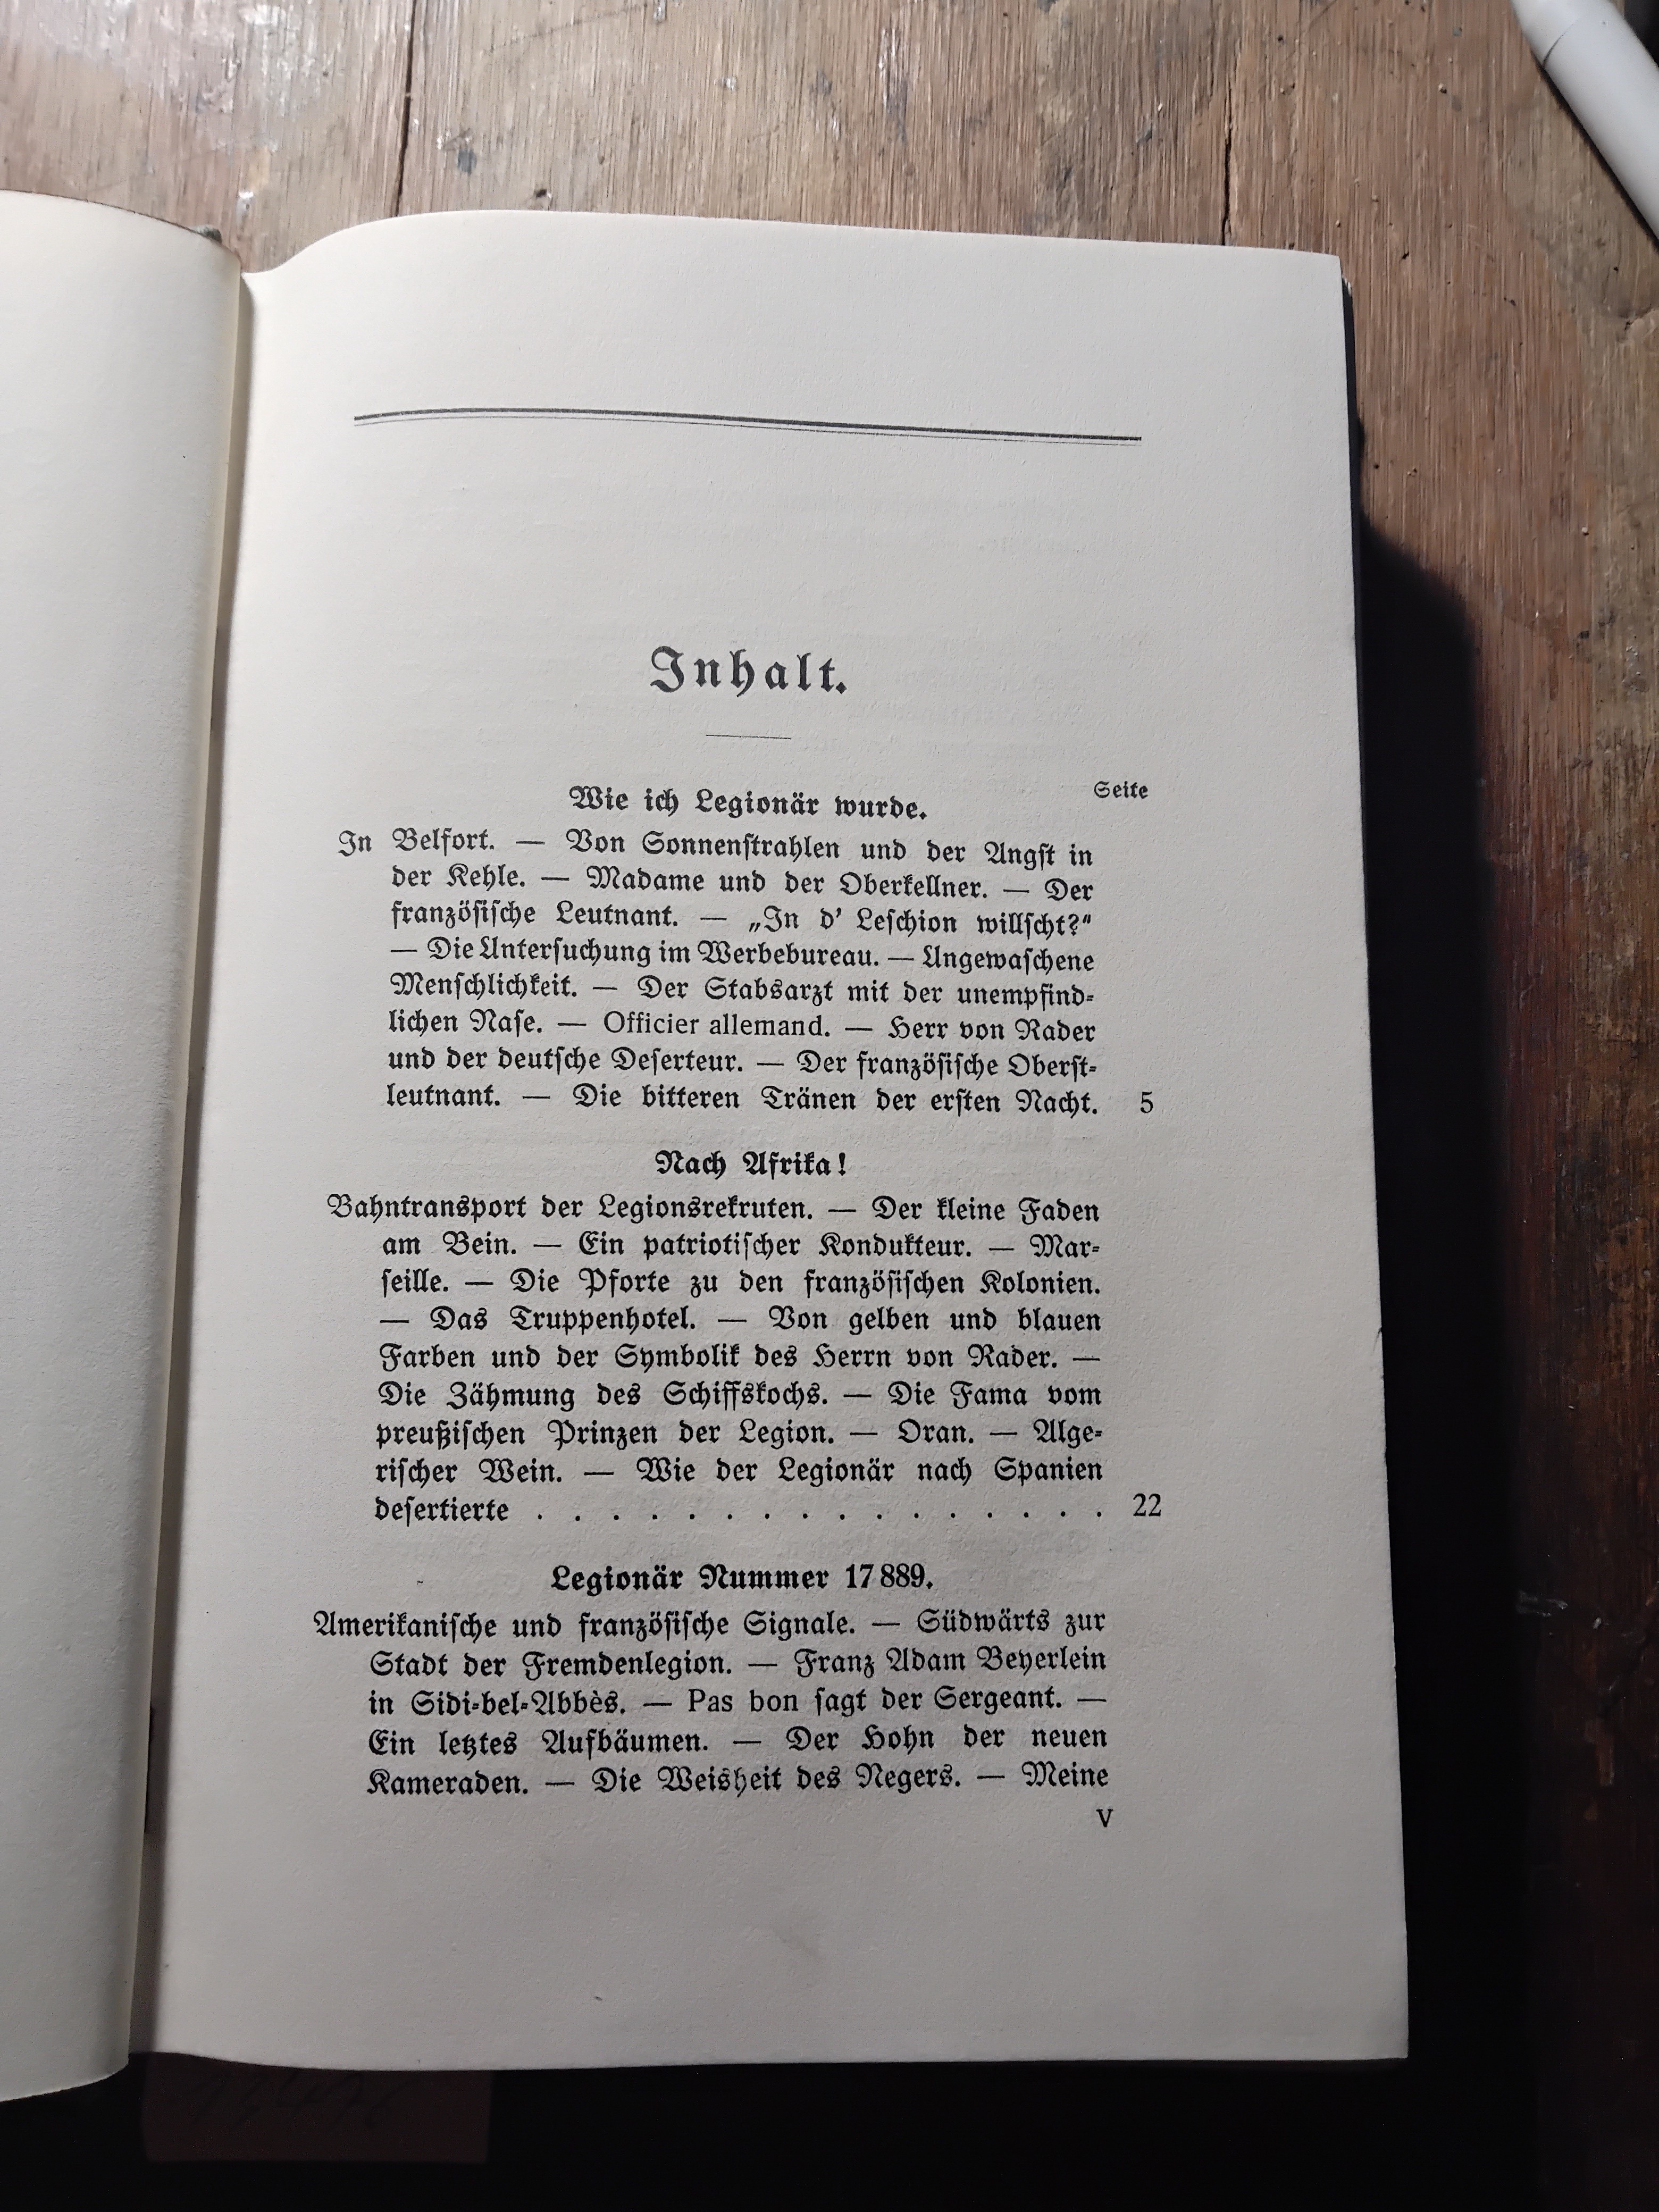 Inhalt.
Seite
Wie ich Legionär wurde.
In Belfort. — Von Sonnenstrahlen und der Angst in
der Kehle. — Madame und der Oberkellner. — Der
französische Leutnant. — „In d' Leschion willscht?“
— Die Untersuchung im Werbebureau. — Ungewaschene
Menschlichkeit. — Der Stabsarzt mit der unempfind-
lichen Nase. — Officier allemand. — Herr von Rader
und der deutsche Deserteur. — Der französische Oberst-
leutnant. — Die bitteren Tränen der ersten Nacht. 5
Nach Afrika!
Bahntransport der Legionsrekruten. — Der kleine Faden
am Bein. — Ein patriotischer Kondukteur. — Mar-
seille. — Die Pforte zu den französischen Kolonien.
— Das Truppenhotel. — Von gelben und blauen
Farben und der Symbolik des Herrn von Rader. —
Die Zähmung des Schiffskochs. — Die Fama vom
preußischen Prinzen der Legion. — Oran. — Alge-
rischer Wein. — Wie der Legionär nach Spanien
desertierte . . . . . . . . . . . . . . . . 22
Legionär Nummer 17 889.
Amerikanische und französische Signale. — Südwärts zur
Stadt der Fremdenlegion. — Franz Adam Beyerlein
in Sidi-bel-Abbès. — Pas bon sagt der Sergeant. —
Ein letztes Aufbäumen. — Der Hohn der neuen
Kameraden. — Die Weisheit des Negers. — Meine
V